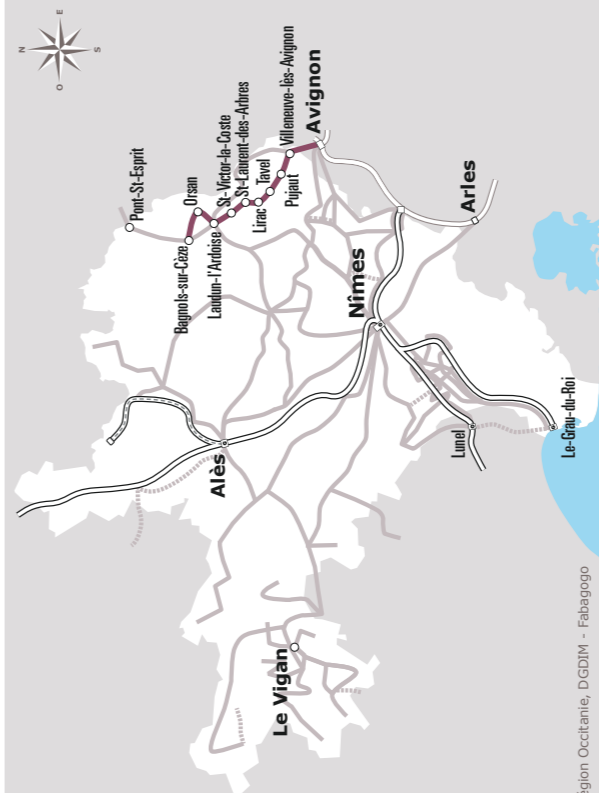 N
E
S
O
Pont-St-Esprit
Bagnols-sur-Cèze
Orsan
Laudun-l'Ardoise
St-Victor-la-Coste
St-Laurent-des-Arbres
Lirac
Tavel
Pujaut
Villeneuve-lès-Avignon
Avignon
Arles
Nîmes
Alès
Le Vigan
Lunel
Le-Grau-du-Roi
égion Occitanie, DGDIM - Fabagogo